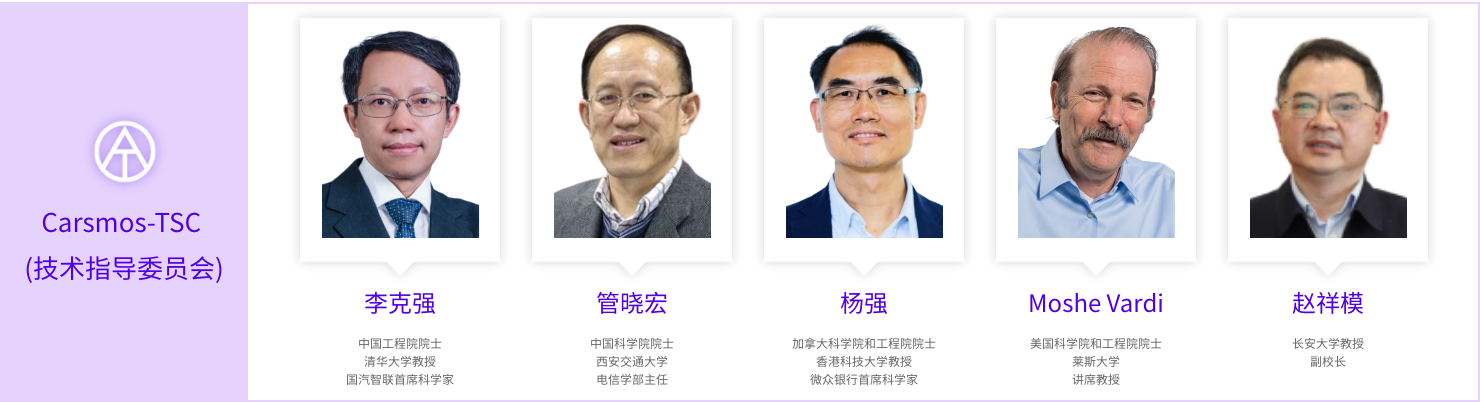 Carsmos-TSC
(技术指导委员会)
李克强
中国工程院院士
清华大学教授
国汽智联首席科学家
管晓宏
中国科学院院士
西安交通大学
电信学部主任
杨强
加拿大科学院和工程院院士
香港科技大学教授
微众银行首席科学家
Moshe Vardi
美国科学院和工程院院士
莱斯大学
讲席教授
赵祥模
长安大学教授
副校长